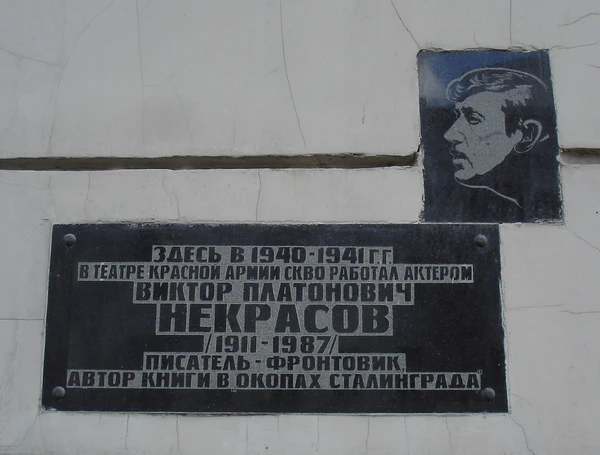 ЗДЕСЬ В 1940-1941 Г.Г.
В ТЕАТРЕ КРАСНОЙ АРМИИ СКВО РАБОТАЛ АКТЕРОМ
ВИКТОР ПЛАТОНОВИЧ
НЕКРАСОВ
/1911-1987/
ПИСАТЕЛЬ-ФРОНТОВИК,
АВТОР КНИГИ "В ОКОПАХ СТАЛИНГРАДА"